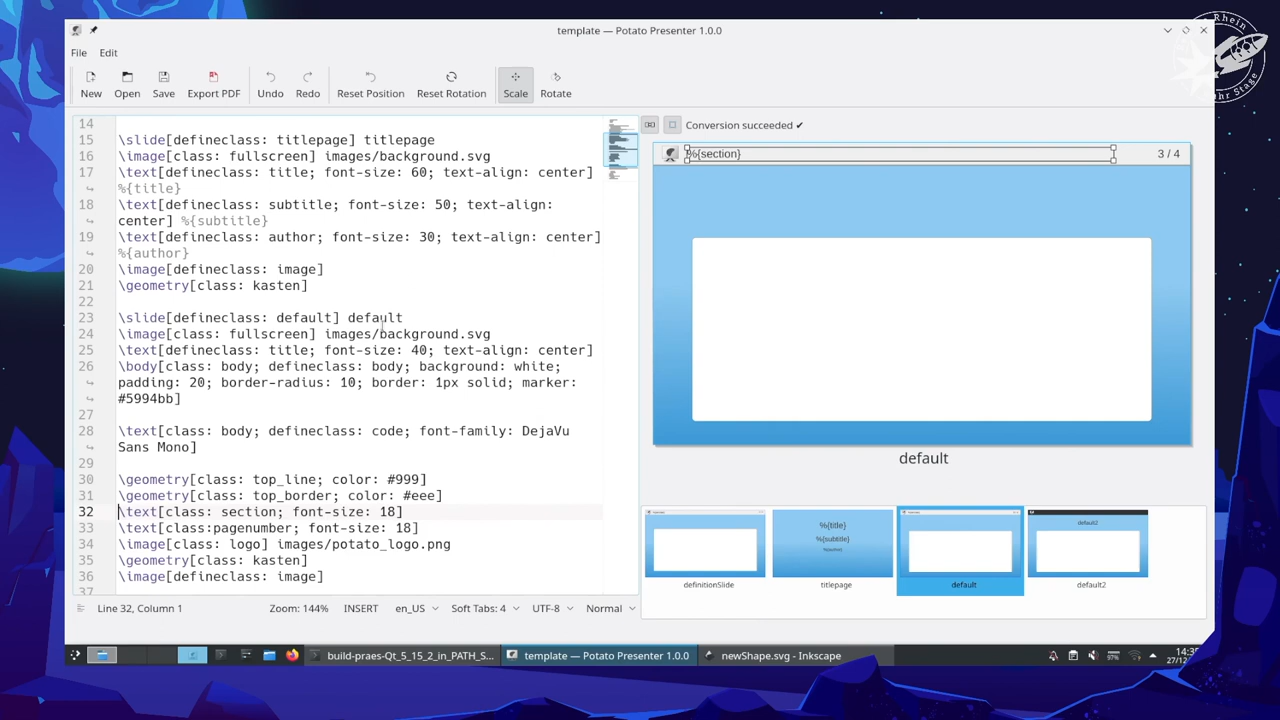 template — Potato Presenter 1.0.0
File Edit
New Open Save Export PDF Undo Redo Reset Position Reset Rotation Scale Rotate
14
15 \slide[defineclass: titlepage] titlepage
16 \image[class: fullscreen] images/background.svg
17 \text[defineclass: title; font-size: 60; text-align: center]
%{title}
18 \text[defineclass: subtitle; font-size: 50; text-align:
center] %{subtitle}
19 \text[defineclass: author; font-size: 30; text-align: center]
%{author}
20 \image[defineclass: image]
21 \geometry[class: kasten]
22
23 \slide[defineclass: default] default
24 \image[class: fullscreen] images/background.svg
25 \text[defineclass: title; font-size: 40; text-align: center]
26 \body[class: body; defineclass: body; background: white;
padding: 20; border-radius: 10; border: 1px solid; marker:
#5994bb]
27
28 \text[class: body; defineclass: code; font-family: DejaVu
Sans Mono]
29
30 \geometry[class: top_line; color: #999]
31 \geometry[class: top_border; color: #eee]
32 \text[class: section; font-size: 18]
33 \text[class:pagenumber; font-size: 18]
34 \image[class: logo] images/potato_logo.png
35 \geometry[class: kasten]
36 \image[defineclass: image]
37
Line 32, Column 1 Zoom: 144% INSERT en_US Soft Tabs: 4 UTF-8 Normal
Conversion succeeded ✔
%{section} 3 / 4
default
%{title}
%{subtitle}
default2
definitionSlide titlepage default default2
build-praes-Qt_5_15_2_in_PATH_S... template — Potato Presenter 1.0.0 newShape.svg - Inkscape
97%
Rhein
Stage